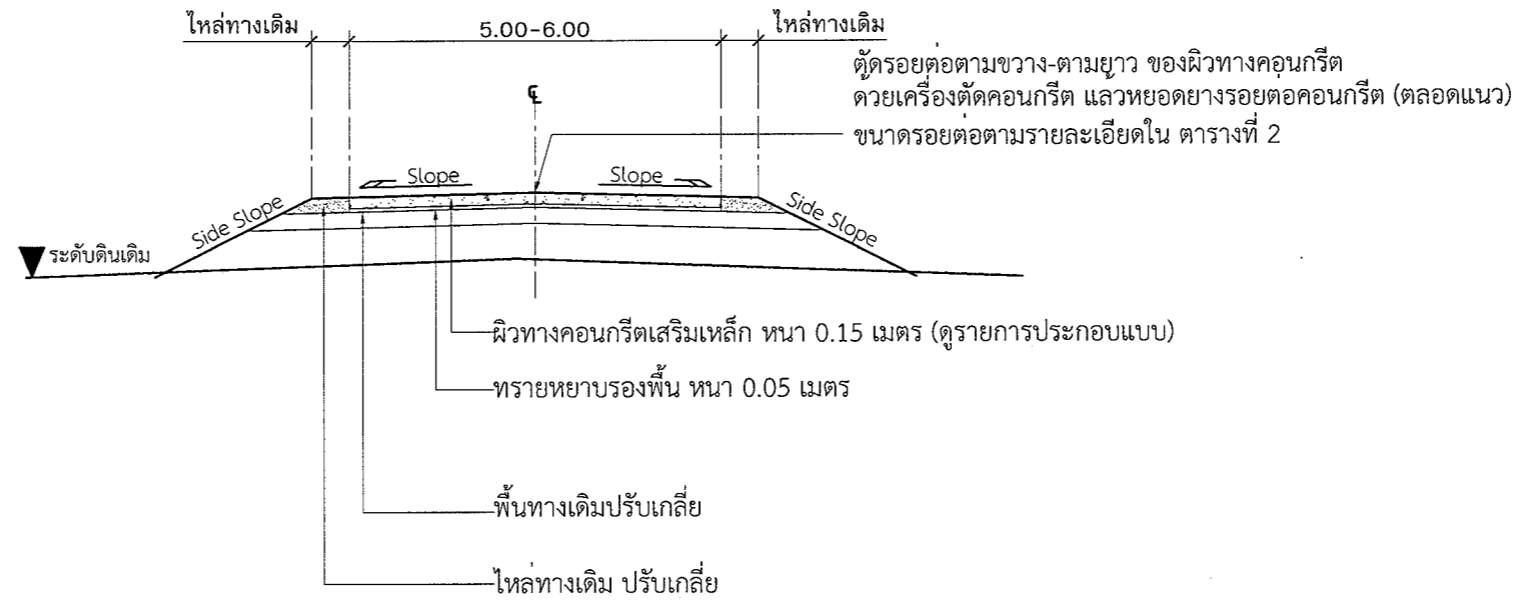 ไหล่ทางเดิม
5.00-6.00
ไหล่ทางเดิม
ตัดรอยต่อตามขวาง-ตามยาว ของผิวทางคอนกรีต
ด้วยเครื่องตัดคอนกรีต แล้วหยอดยางรอยต่อคอนกรีต (ตลอดแนว)
ขนาดรอยต่อตามรายละเอียดใน ตารางที่ 2
Slope
Slope
Side Slope
Side Slope
ระดับดินเดิม
ผิวทางคอนกรีตเสริมเหล็ก หนา 0.15 เมตร (ดูรายการประกอบแบบ)
ทรายหยาบรองพื้น หนา 0.05 เมตร
พื้นทางเดิมปรับเกลี่ย
ไหล่ทางเดิม ปรับเกลี่ย